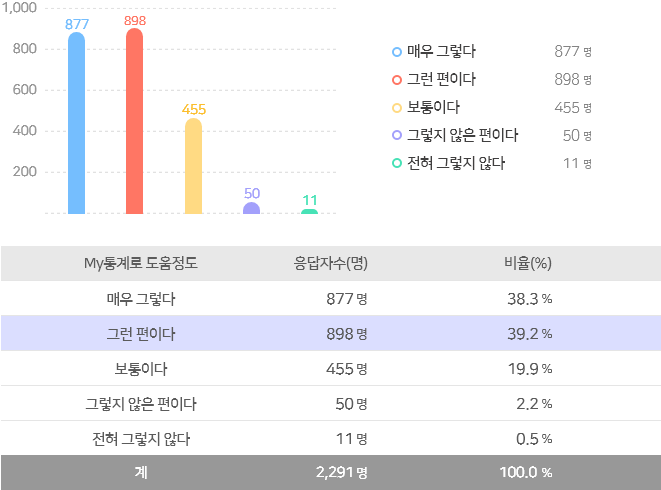 1,000
800
600
400
200
877
898
455
50
11
매우 그렇다 877 명
그런 편이다 898 명
보통이다 455 명
그렇지 않은 편이다 50 명
전혀 그렇지 않다 11 명
My통계로 도움정도 응답자수(명) 비율(%)
매우 그렇다 877 명 38.3 %
그런 편이다 898 명 39.2 %
보통이다 455 명 19.9 %
그렇지 않은 편이다 50 명 2.2 %
전혀 그렇지 않다 11 명 0.5 %
계 2,291 명 100.0 %